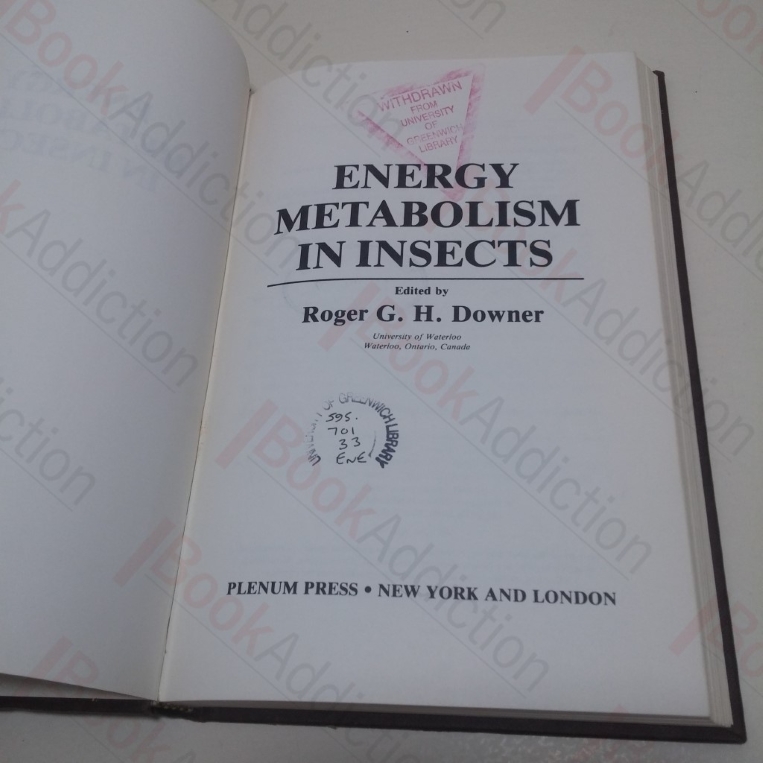 WITHDRAWN
FROM
UNIVERSITY
OF
GREENWICH
LIBRARY
ENERGY
METABOLISM
IN INSECTS
Edited by
Roger G. H. Downer
University of Waterloo
Waterloo, Ontario, Canada
UNIVERSITY OF GREENWICH LIBRARY
595.
701
33
ENE
PLENUM PRESS • NEW YORK AND LONDON
BookAddiction